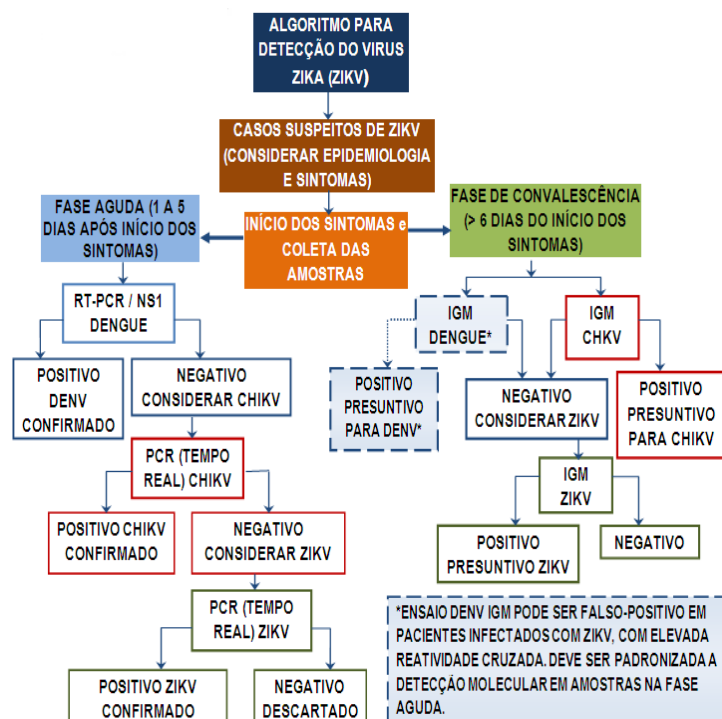 ALGORITMO PARA
DETECÇÃO DO VIRUS
ZIKA (ZIKV)
CASOS SUSPEITOS DE ZIKV
(CONSIDERAR EPIDEMIOLOGIA
E SINTOMAS)
FASE AGUDA (1 A 5
DIAS APÓS INÍCIO DOS
SINTOMAS)
INÍCIO DOS SINTOMAS e
COLETA DAS
AMOSTRAS
FASE DE CONVALESCÊNCIA
(> 6 DIAS DO INÍCIO DOS
SINTOMAS)
RT-PCR / NS1
DENGUE
IGM
DENGUE*
IGM
CHKV
POSITIVO
DENV
CONFIRMADO
NEGATIVO
CONSIDERAR CHIKV
POSITIVO
PRESUNTIVO
PARA DENV*
NEGATIVO
CONSIDERAR ZIKV
POSITIVO
PRESUNTIVO
PARA CHIKV
PCR (TEMPO
REAL) CHIKV
IGM
ZIKV
POSITIVO CHIKV
CONFIRMADO
NEGATIVO
CONSIDERAR ZIKV
POSITIVO
PRESUNTIVO ZIKV
NEGATIVO
PCR (TEMPO
REAL) ZIKV
POSITIVO ZIKV
CONFIRMADO
NEGATIVO
DESCARTADO
*ENSAIO DENV IGM PODE SER FALSO-POSITIVO EM
PACIENTES INFECTADOS COM ZIKV, COM ELEVADA
REATIVIDADE CRUZADA. DEVE SER PADRONIZADA A
DETECÇÃO MOLECULAR EM AMOSTRAS NA FASE
AGUDA.